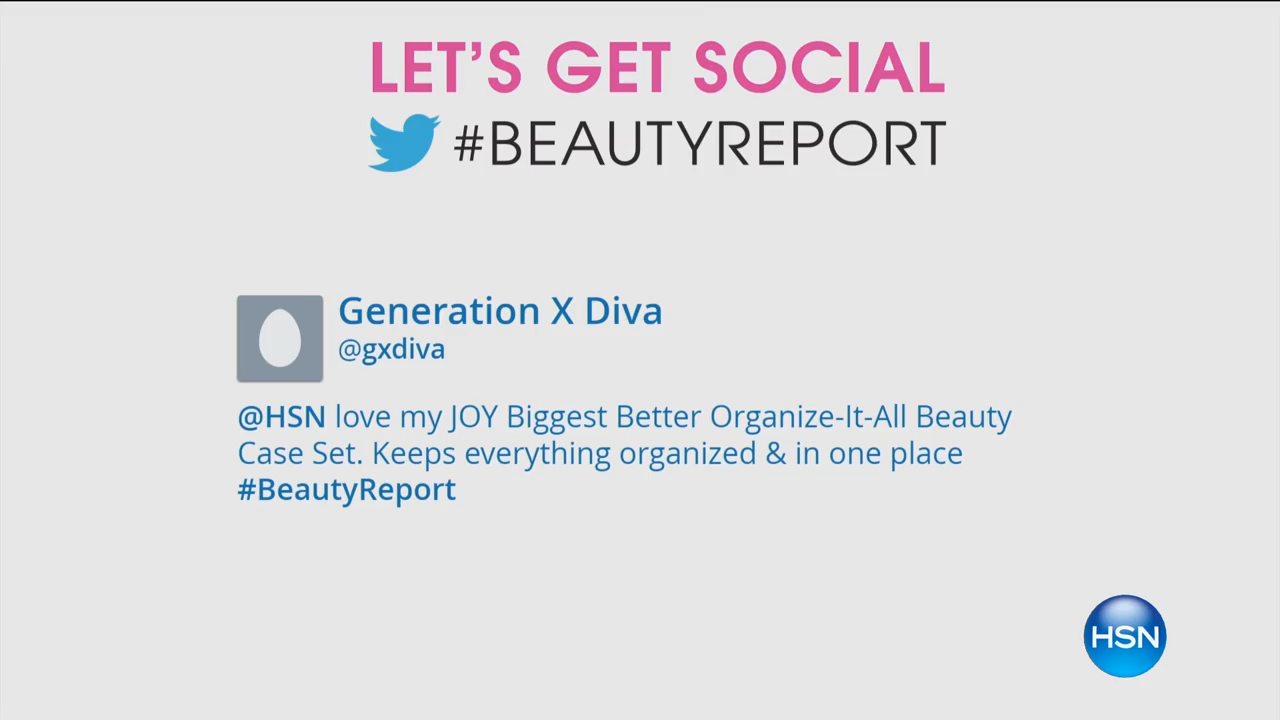 LET'S GET SOCIAL
#BEAUTYREPORT
Generation X Diva
@gxdiva
@HSN love my JOY Biggest Better Organize-It-All Beauty
Case Set. Keeps everything organized & in one place
#BeautyReport
HSN